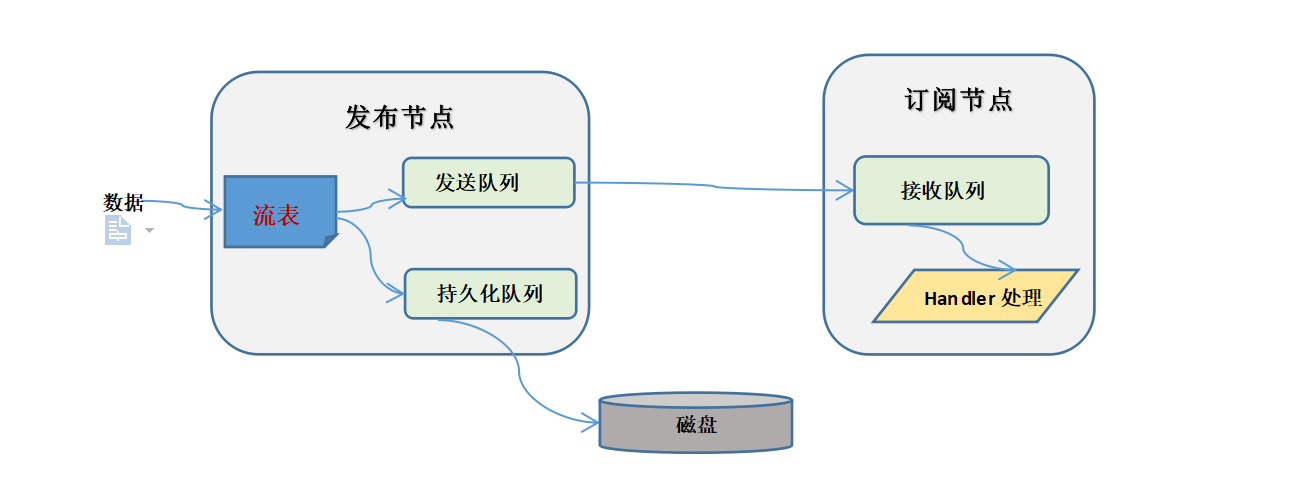 发布节点
订阅节点
数据
流表
发送队列
接收队列
持久化队列
Handler 处理
磁盘